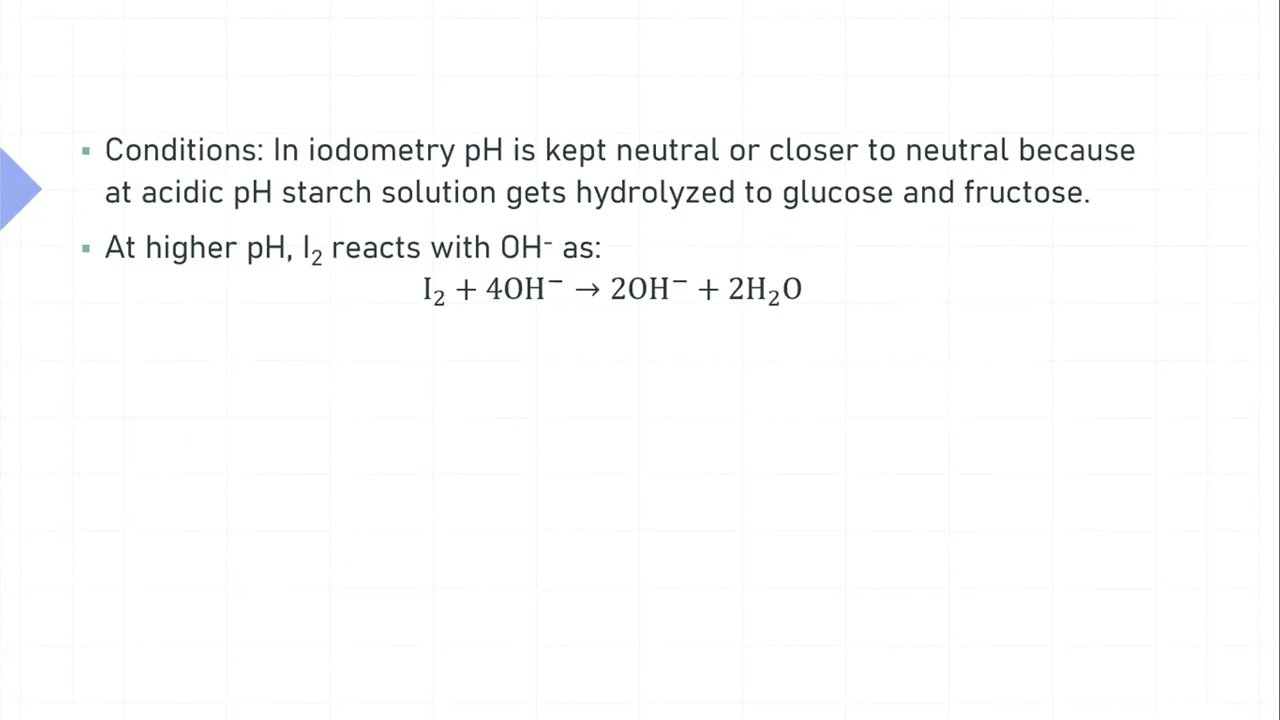 ▪ Conditions: In iodometry pH is kept neutral or closer to neutral because
at acidic pH starch solution gets hydrolyzed to glucose and fructose.
▪ At higher pH, I₂ reacts with OH⁻ as:
I₂ + 4OH⁻ → 2OH⁻ + 2H₂O